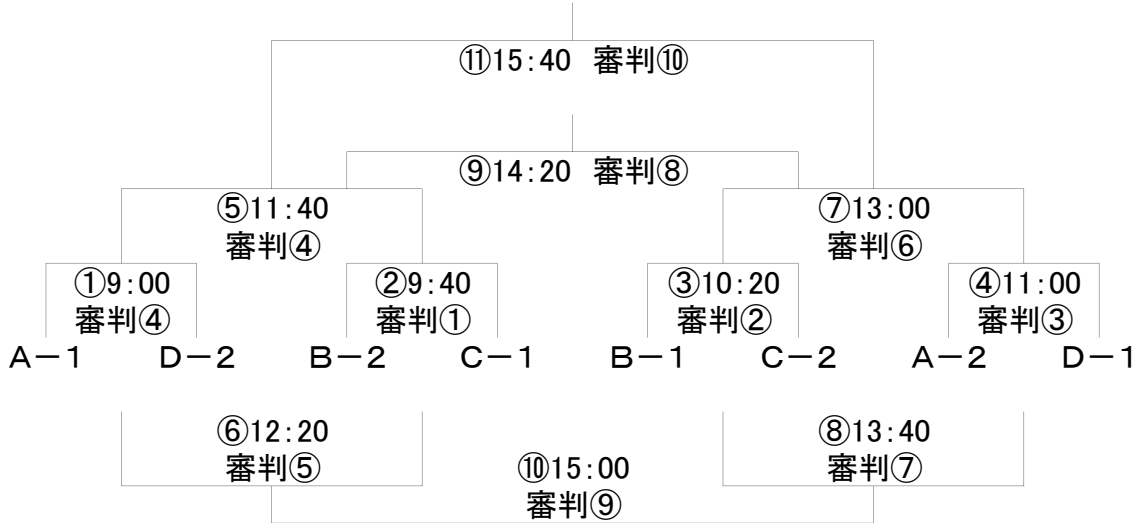 ⑪15:40 審判⑩
⑨14:20 審判⑧
⑤11:40
審判④
⑦13:00
審判⑥
①9:00
審判④
②9:40
審判①
③10:20
審判②
④11:00
審判③
A-1 D-2 B-2 C-1 B-1 C-2 A-2 D-1
⑥12:20
審判⑤
⑧13:40
審判⑦
⑩15:00
審判⑨